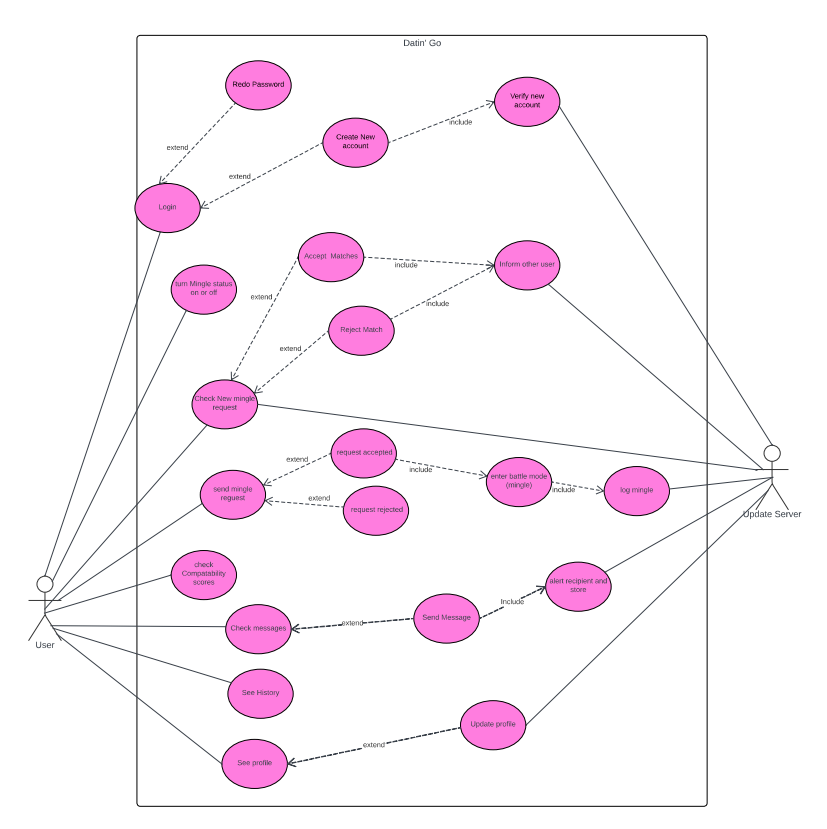 Datin' Go
Redo Password
Verify new
account
include
Create New
account
extend
extend
Login
Accept  Matches
include
Inform other user
turn Mingle status
on or off
extend
include
Reject Match
extend
Check New mingle
request
request accepted
extend
include
enter battle mode
(mingle)
send mingle
reguest
include
log mingle
extend
request rejected
Update Server
check
Compatability
scores
alert recipient and
store
Include
Send Message
extend
Check messages
User
See History
Update profile
extend
See profile